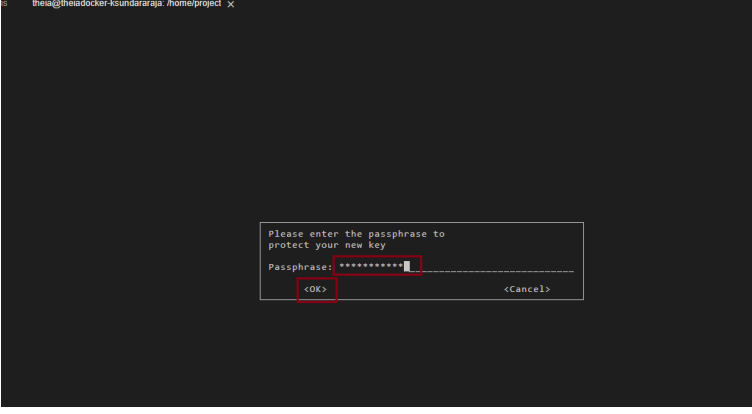 theia@theiadocker-ksundararaja: /home/project ×
Please enter the passphrase to
protect your new key
Passphrase: ***********
<OK> <Cancel>